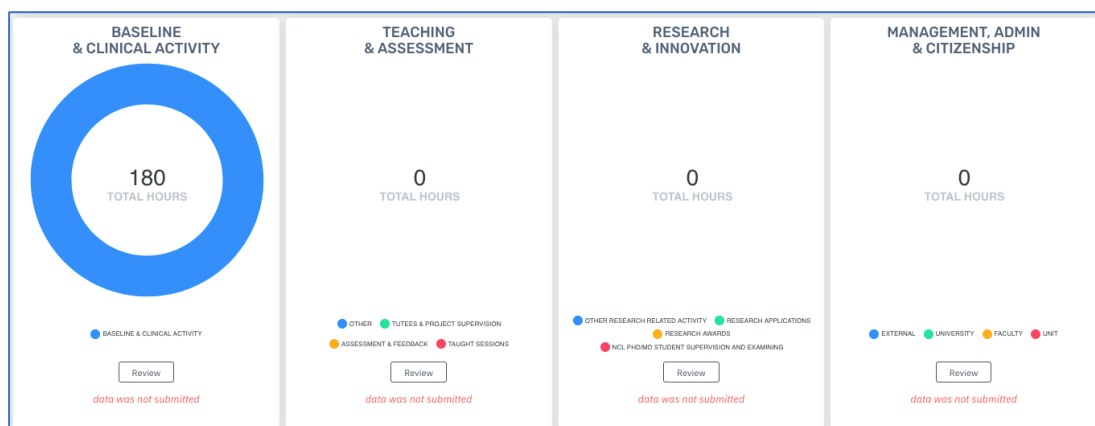 BASELINE
& CLINICAL ACTIVITY
180
TOTAL HOURS
BASELINE & CLINICAL ACTIVITY
Review
data was not submitted
TEACHING
& ASSESSMENT
0
TOTAL HOURS
OTHER TUTEES & PROJECT SUPERVISION
ASSESSMENT & FEEDBACK TAUGHT SESSIONS
Review
data was not submitted
RESEARCH
& INNOVATION
0
TOTAL HOURS
OTHER RESEARCH RELATED ACTIVITY RESEARCH APPLICATIONS
RESEARCH AWARDS
NCL PHD/MD STUDENT SUPERVISION AND EXAMINING
Review
data was not submitted
MANAGEMENT, ADMIN
& CITIZENSHIP
0
TOTAL HOURS
EXTERNAL UNIVERSITY FACULTY UNIT
Review
data was not submitted